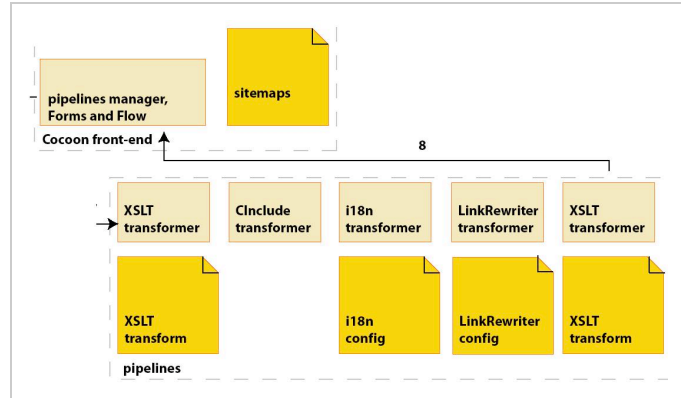 pipelines manager,
Forms and Flow
sitemaps
Cocoon front-end
8
XSLT
transformer
CInclude
transformer
i18n
transformer
LinkRewriter
transformer
XSLT
transformer
XSLT
transform
i18n
config
LinkRewriter
config
XSLT
transform
pipelines